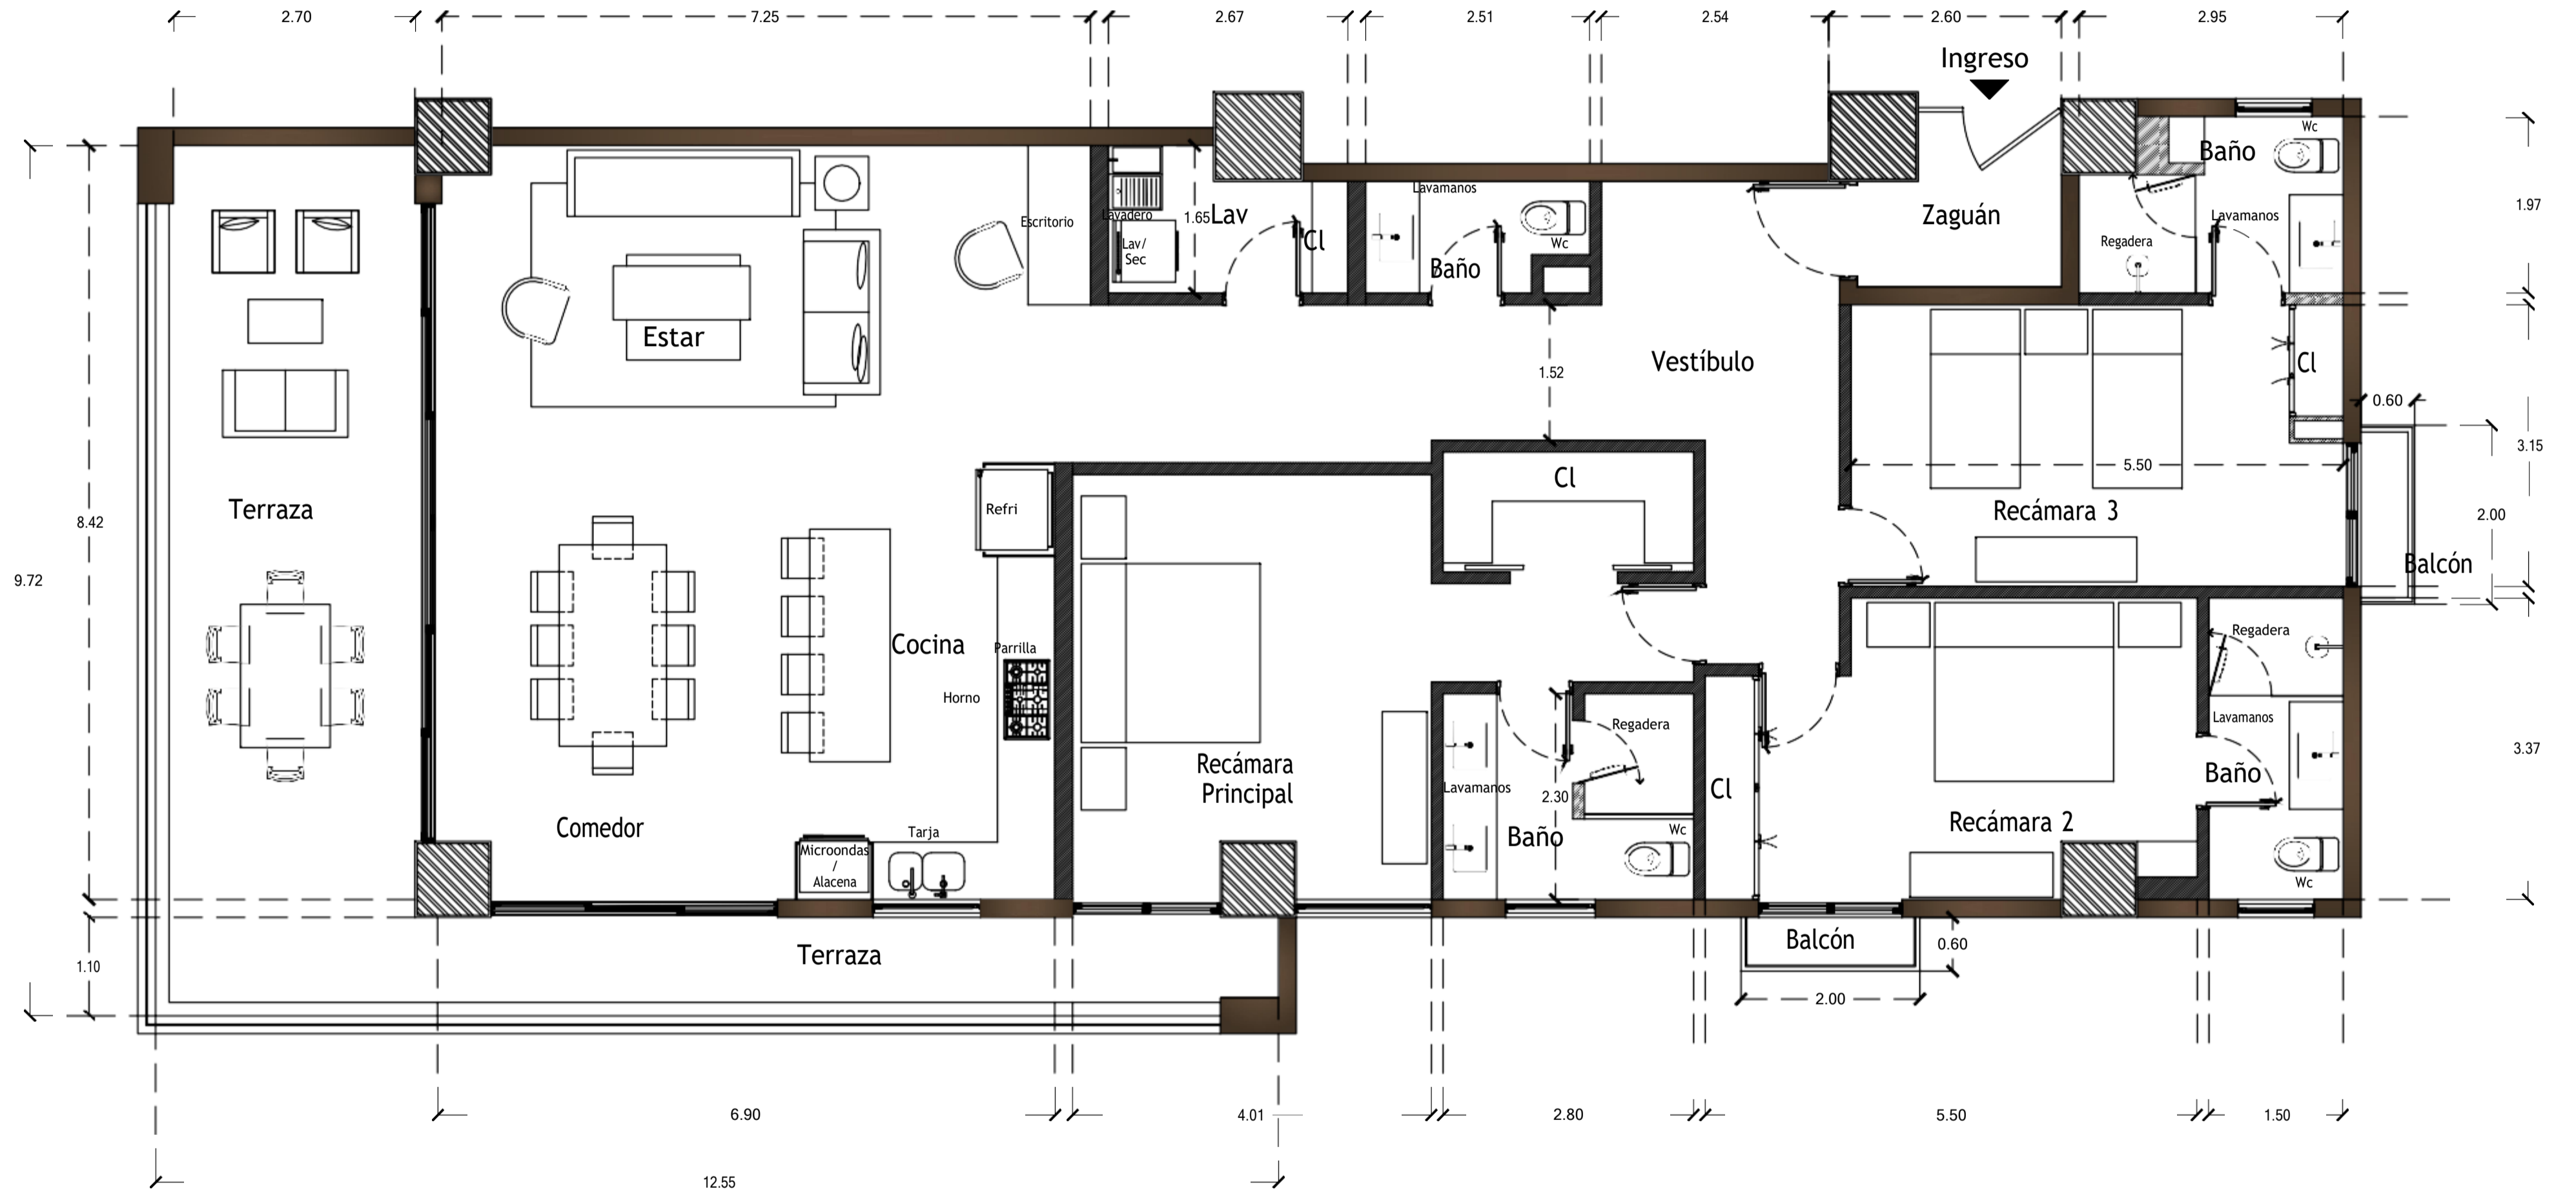 2.70
7.25
2.67
2.51
2.54
2.60
2.95
Ingreso
Wc
Baño
Lavamanos
Escritorio
Lavadero
1.65
Lav
Cl
Lav/
Sec
Baño
Wc
Zaguán
Regadera
Lavamanos
1.97
Estar
1.52
Vestíbulo
Cl
0.60
3.15
5.50
Cl
Terraza
8.42
Refri
Recámara 3
2.00
9.72
Balcón
Cocina
Parrilla
Horno
Regadera
Lavamanos
Regadera
3.37
Recámara
Principal
Lavamanos
2.30
Cl
Baño
Comedor
Tarja
Microondas
/
Alacena
Baño
Wc
Recámara 2
Wc
Terraza
1.10
Balcón
0.60
2.00
6.90
4.01
2.80
5.50
1.50
12.55